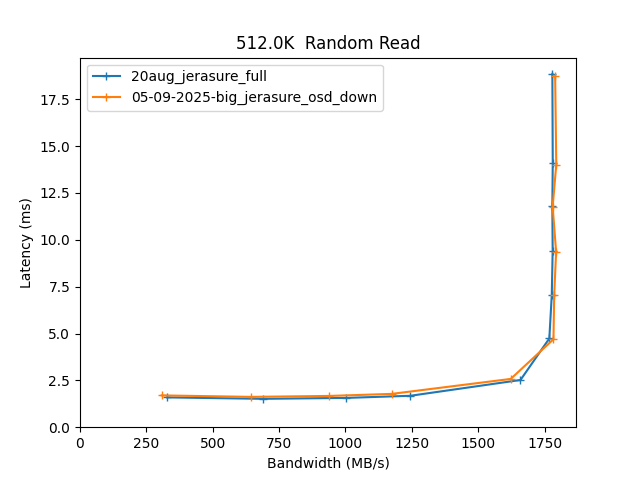 512.0K  Random Read
20aug_jerasure_full
05-09-2025-big_jerasure_osd_down
Latency (ms)
17.5
15.0
12.5
10.0
7.5
5.0
2.5
0.0
0 250 500 750 1000 1250 1500 1750
Bandwidth (MB/s)